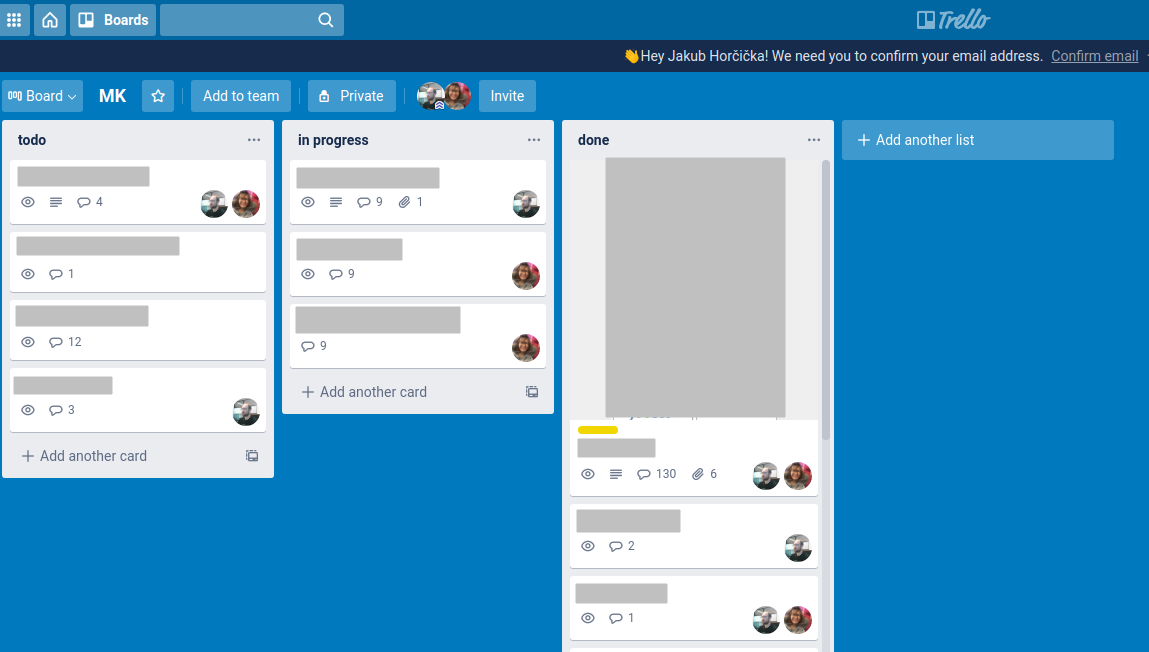 Boards
Trello
👋Hey Jakub Horčička! We need you to confirm your email address. Confirm email
Board
MK
Add to team
Private
Invite
todo
4
1
12
3
+ Add another card
in progress
9 1
9
9
+ Add another card
done
130 6
2
1
+ Add another list